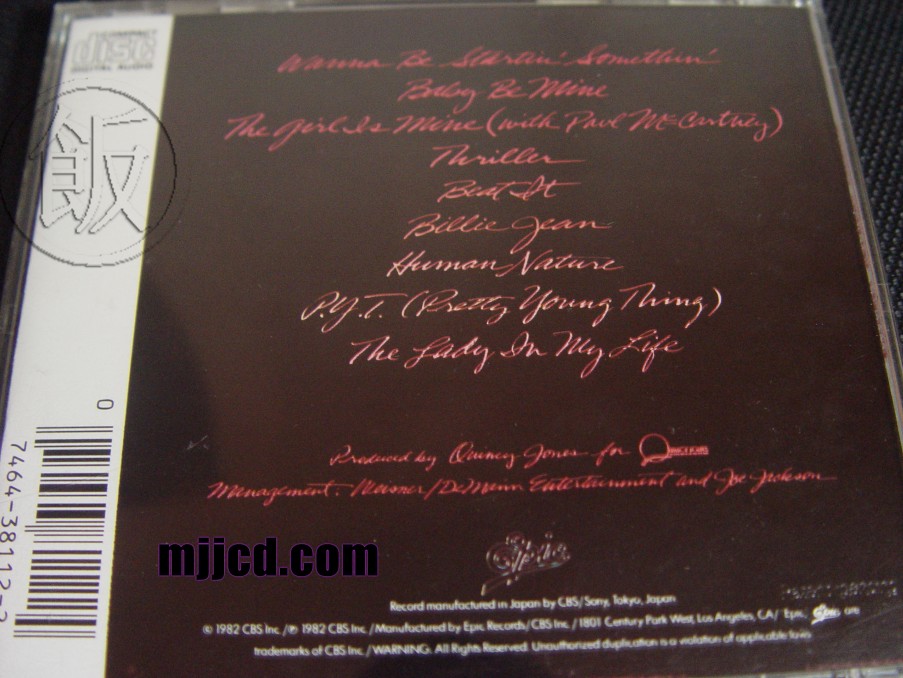 COMPACT
disc
DIGITAL AUDIO
飯
Wanna Be Startin' Somethin'
Baby Be Mine
The Girl Is Mine (with Paul McCartney)
Thriller
Beat It
Billie Jean
Human Nature
P.Y.T. (Pretty Young Thing)
The Lady In My Life
Produced by Quincy Jones for
Management: Weisner/DeMann Entertainment and Joe Jackson
0
7464-38112-2
mjjcd.com
Epic
Record manufactured in Japan by CBS/Sony, Tokyo, Japan
© 1982 CBS Inc./℗ 1982 CBS Inc./Manufactured by Epic Records/CBS Inc./1801 Century Park West, Los Angeles, CA/ Epic, Epic are
trademarks of CBS Inc./WARNING: All Rights Reserved. Unauthorized duplication is a violation of applicable laws